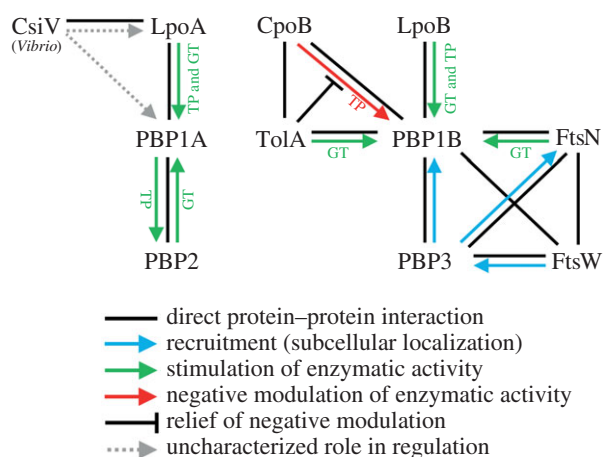 CsiV LpoA CpoB LpoB
(Vibrio)
TP and GT
TP
GT and TP
PBP1A TolA PBP1B FtsN
GT GT
TP GT
PBP2 PBP3 FtsW
direct protein–protein interaction
recruitment (subcellular localization)
stimulation of enzymatic activity
negative modulation of enzymatic activity
relief of negative modulation
uncharacterized role in regulation